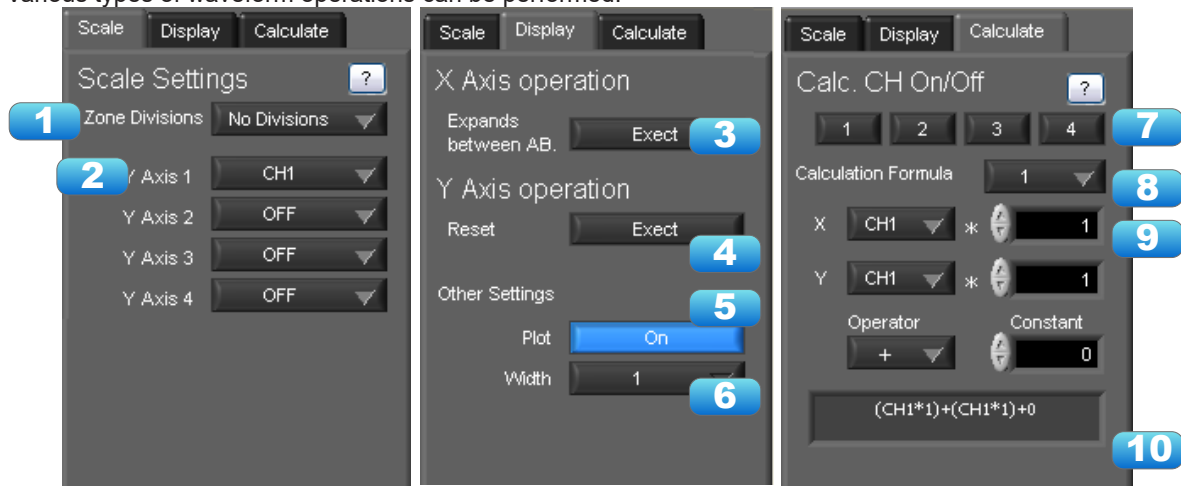 various types of waveform operations can be performed.
Scale Display Calculate
Scale Settings ?
1 Zone Divisions No Divisions
2 Y Axis 1 CH1
Y Axis 2 OFF
Y Axis 3 OFF
Y Axis 4 OFF
Scale Display Calculate
X Axis operation
Expands
between AB. Exect 3
Y Axis operation
Reset Exect
4
Other Settings
5
Plot On
Width 1
6
Scale Display Calculate
Calc. CH On/Off ?
1 2 3 4 7
Calculation Formula 1 8
X CH1 * 1 9
Y CH1 * 1
Operator Constant
+ 0
(CH1*1)+(CH1*1)+0
10